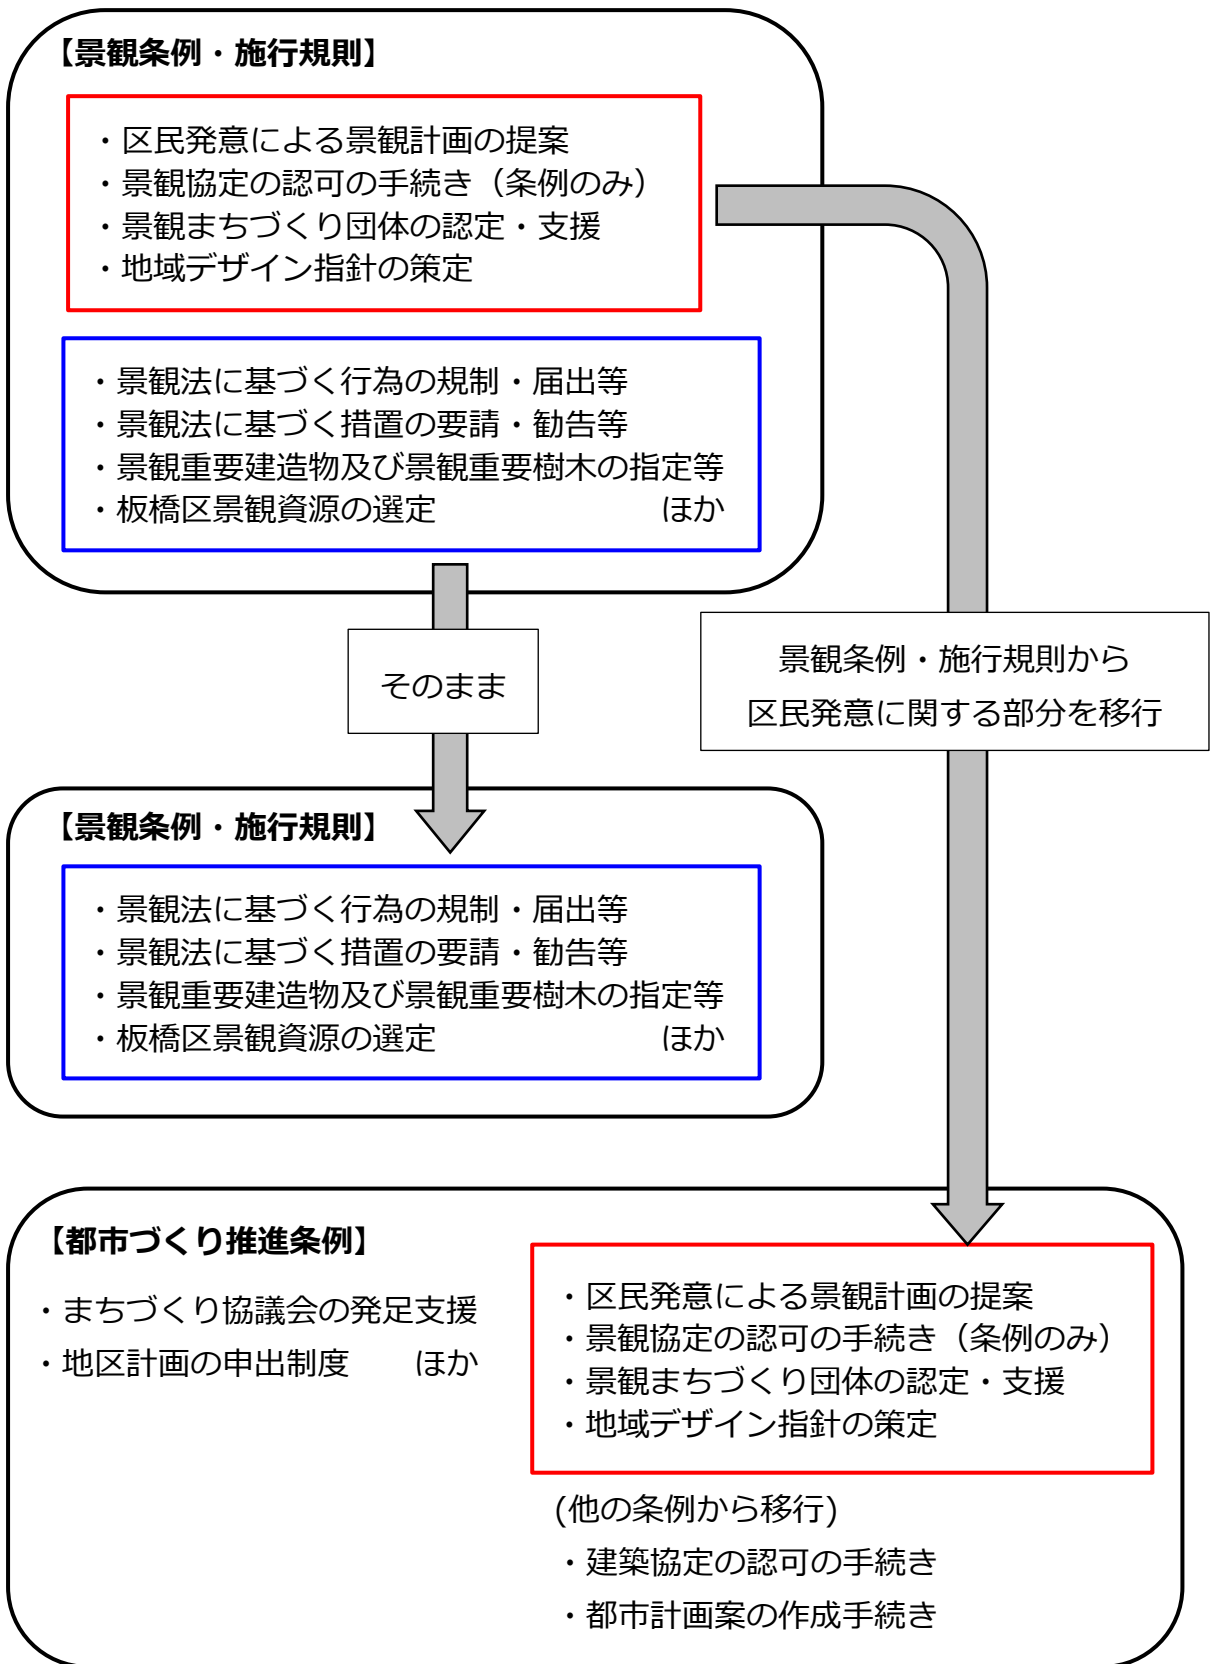 【景観条例・施行規則】
・区民発意による景観計画の提案
・景観協定の認可の手続き（条例のみ）
・景観まちづくり団体の認定・支援
・地域デザイン指針の策定
・景観法に基づく行為の規制・届出等
・景観法に基づく措置の要請・勧告等
・景観重要建造物及び景観重要樹木の指定等
・板橋区景観資源の選定　　　　　　　ほか
そのまま
景観条例・施行規則から
区民発意に関する部分を移行
【景観条例・施行規則】
・景観法に基づく行為の規制・届出等
・景観法に基づく措置の要請・勧告等
・景観重要建造物及び景観重要樹木の指定等
・板橋区景観資源の選定　　　　　　　ほか
【都市づくり推進条例】
・まちづくり協議会の発足支援
・地区計画の申出制度　　ほか
・区民発意による景観計画の提案
・景観協定の認可の手続き（条例のみ）
・景観まちづくり団体の認定・支援
・地域デザイン指針の策定
(他の条例から移行)
・建築協定の認可の手続き
・都市計画案の作成手続き